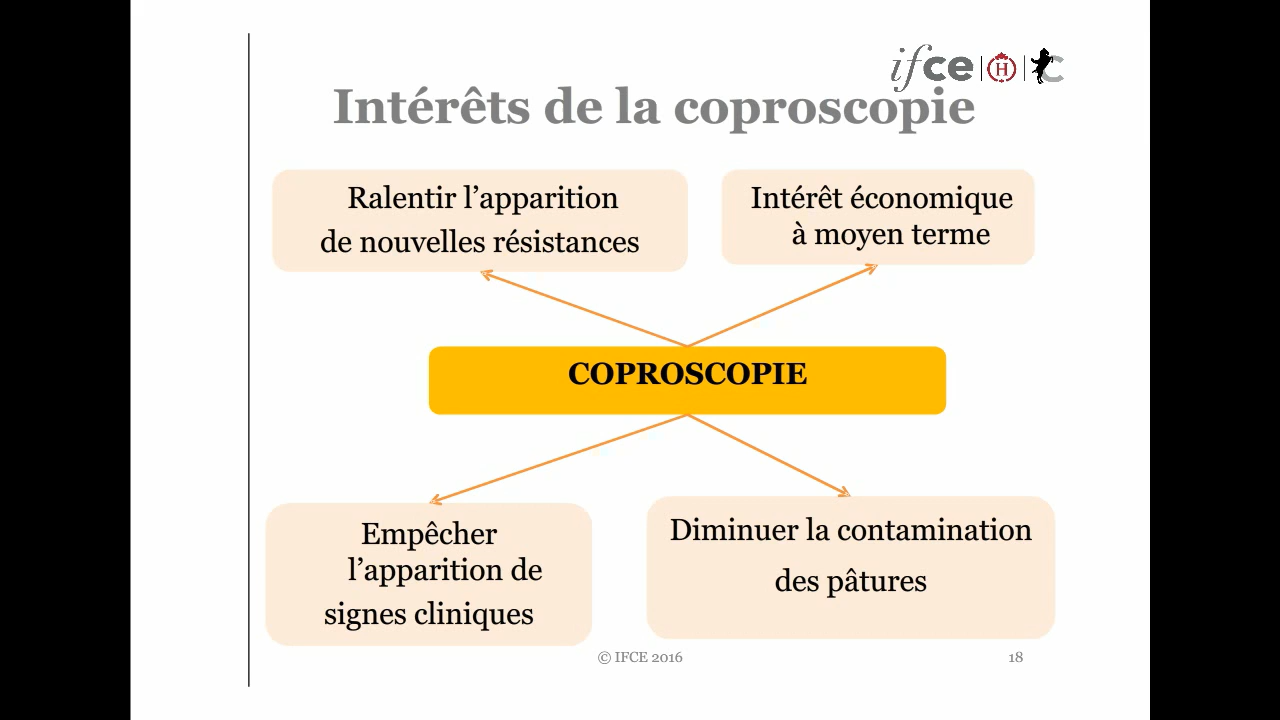 ifce
H
C
Intérêts de la coproscopie
Ralentir l’apparition
de nouvelles résistances
Intérêt économique
à moyen terme
COPROSCOPIE
Empêcher
l’apparition de
signes cliniques
Diminuer la contamination
des pâtures
© IFCE 2016
18